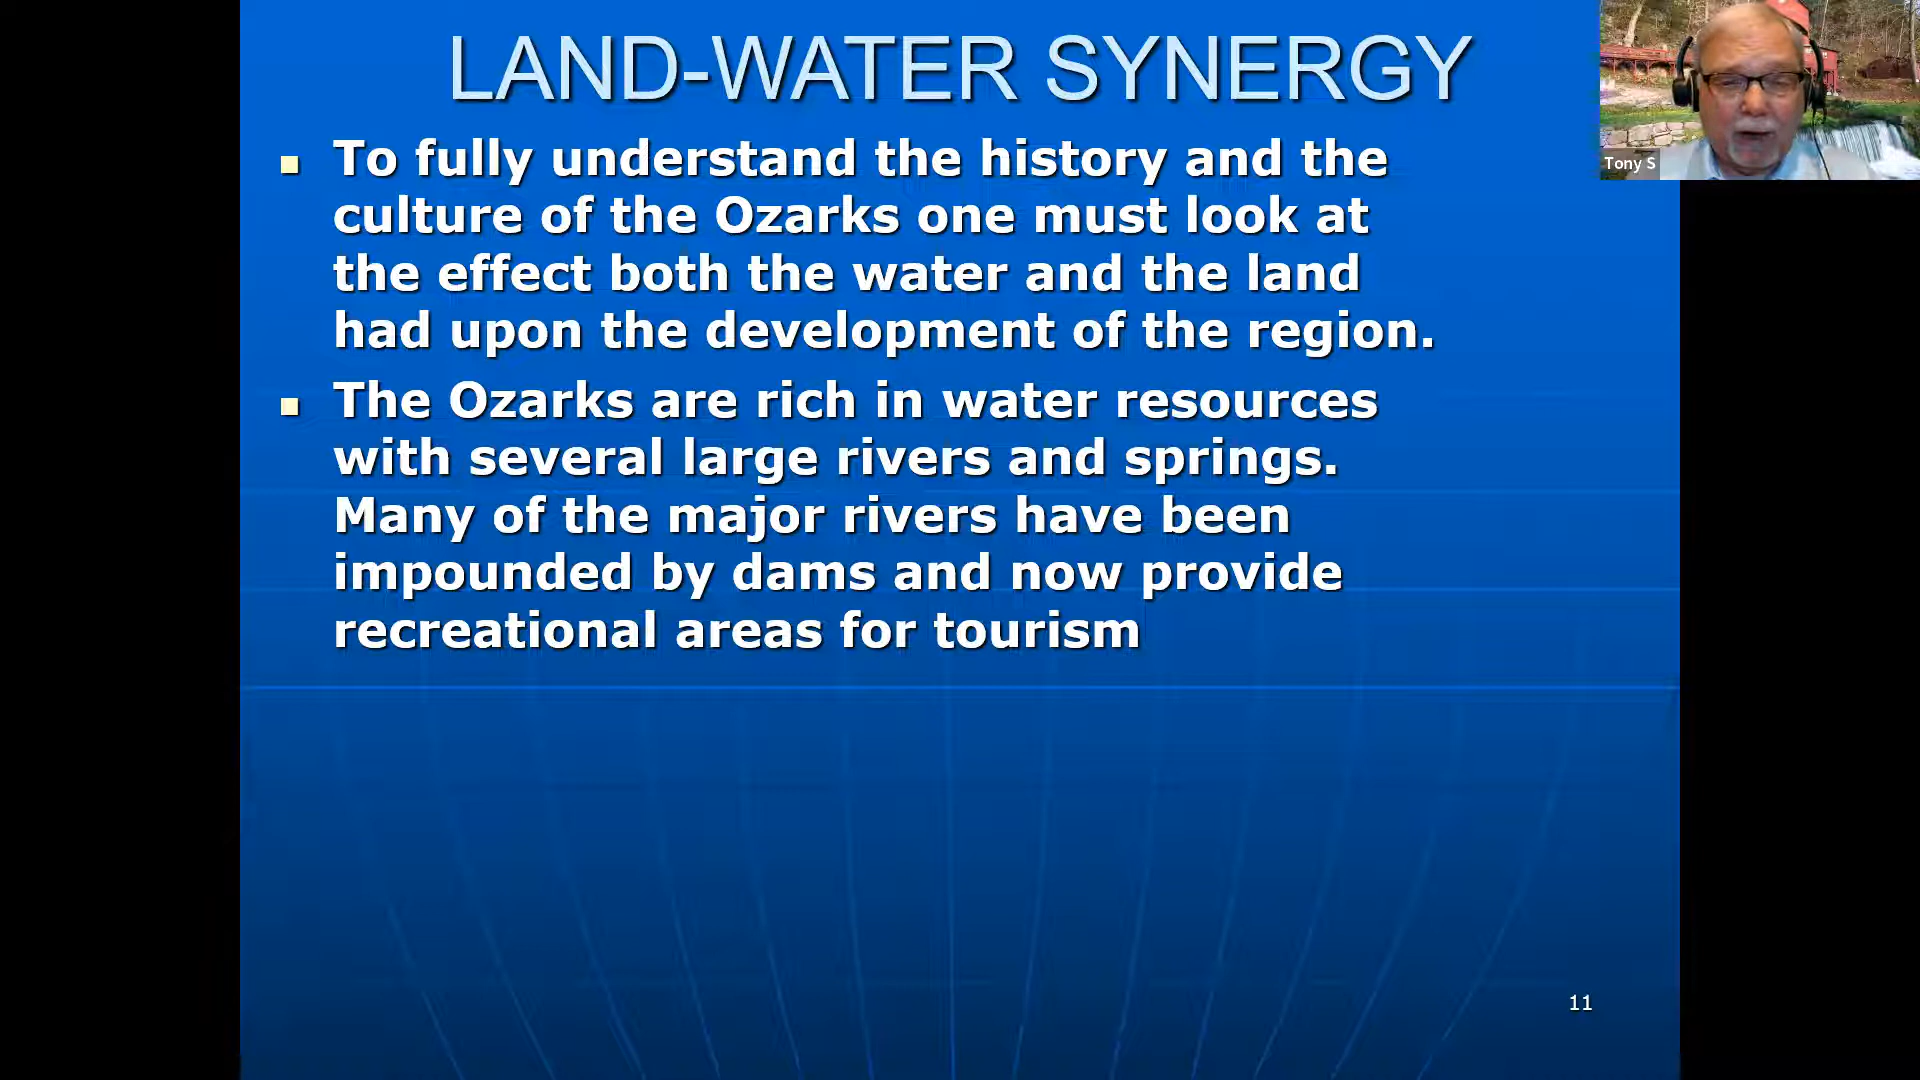 LAND-WATER SYNERGY
To fully understand the history and the
culture of the Ozarks one must look at
the effect both the water and the land
had upon the development of the region.
The Ozarks are rich in water resources
with several large rivers and springs.
Many of the major rivers have been
impounded by dams and now provide
recreational areas for tourism
Tony S
11